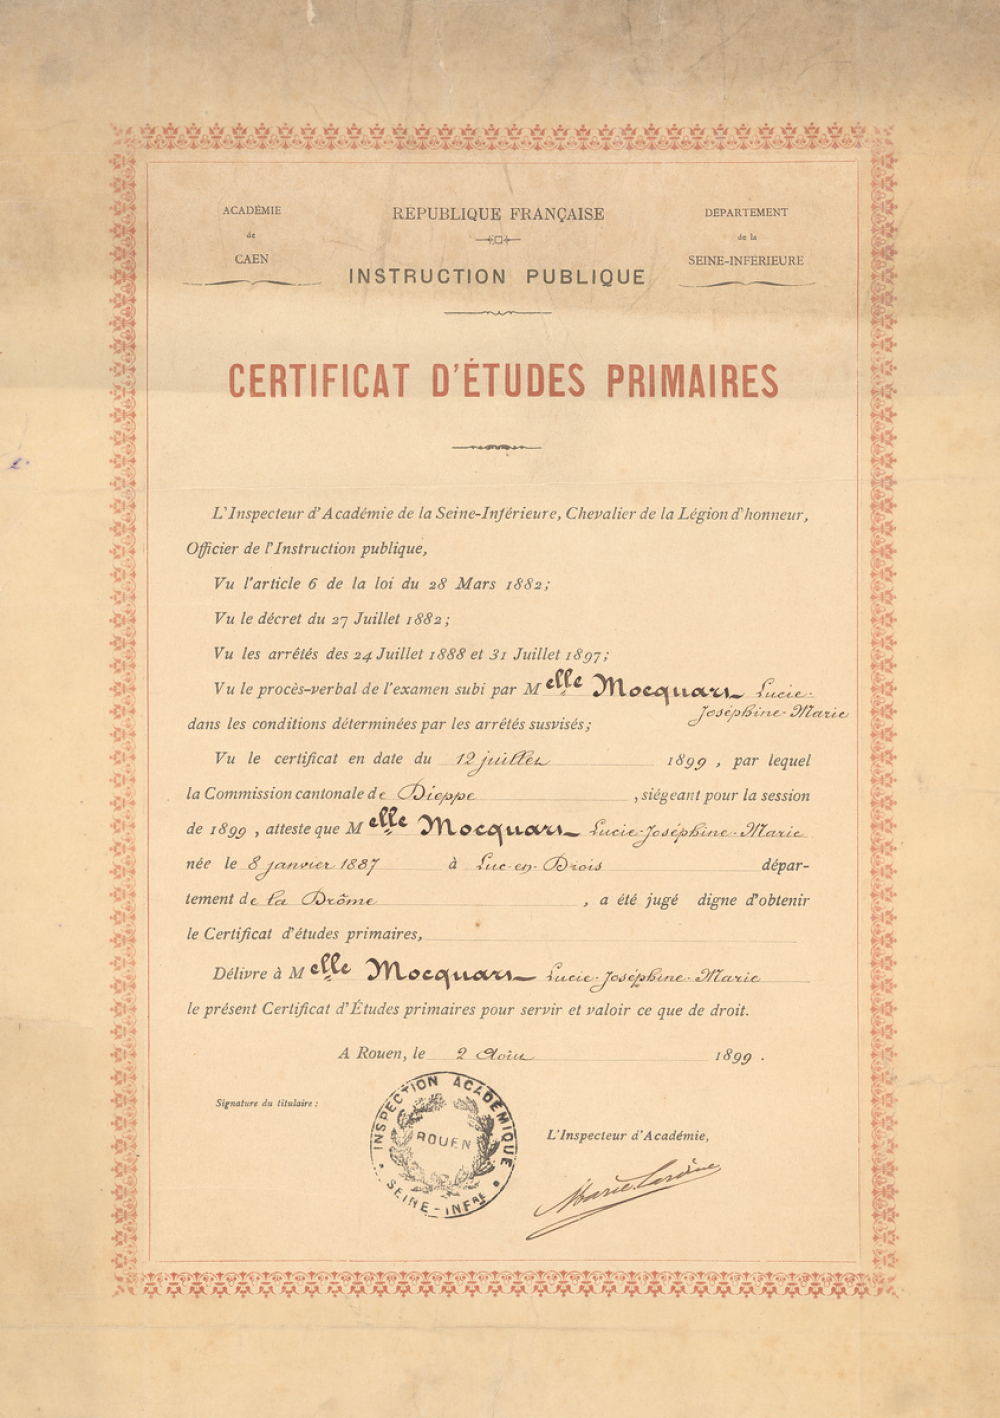 ACADÉMIE
de
CAEN
RÉPUBLIQUE FRANÇAISE
INSTRUCTION PUBLIQUE
DÉPARTEMENT
de la
SEINE-INFÉRIEURE
CERTIFICAT D'ÉTUDES PRIMAIRES
L'Inspecteur d'Académie de la Seine-Inférieure, Chevalier de la Légion d'honneur,
Officier de l'Instruction publique,
Vu l'article 6 de la loi du 28 Mars 1882;
Vu le décret du 27 Juillet 1882;
Vu les arrêtés des 24 Juillet 1888 et 31 Juillet 1897;
Vu le procès-verbal de l'examen subi par Melle Mocquars Lucie-
Joséphine-Marie
dans les conditions déterminées par les arrêtés susvisés;
Vu le certificat en date du 12 juillet 1899, par lequel
la Commission cantonale de Dieppe, siégeant pour la session
de 1899, atteste que Melle Mocquars Lucie-Joséphine-Marie
née le 8 janvier 1887 à Luc-en-Diois dépar-
tement de la Drôme, a été jugé digne d'obtenir
le Certificat d'études primaires,
Délivre à Melle Mocquars Lucie-Joséphine-Marie
le présent Certificat d'Études primaires pour servir et valoir ce que de droit.
A Rouen, le 2 Août 1899.
Signature du titulaire:
INSPECTION ACADÉMIQUE
ROUEN
SEINE-INFRE
L'Inspecteur d'Académie,